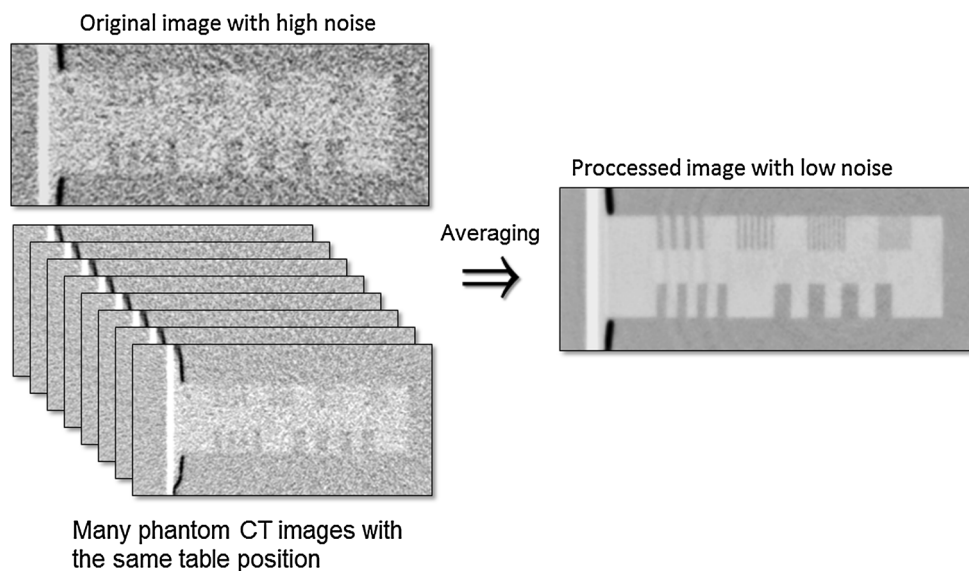 Original image with high noise
Proccessed image with low noise
Averaging
Many phantom CT images with
the same table position